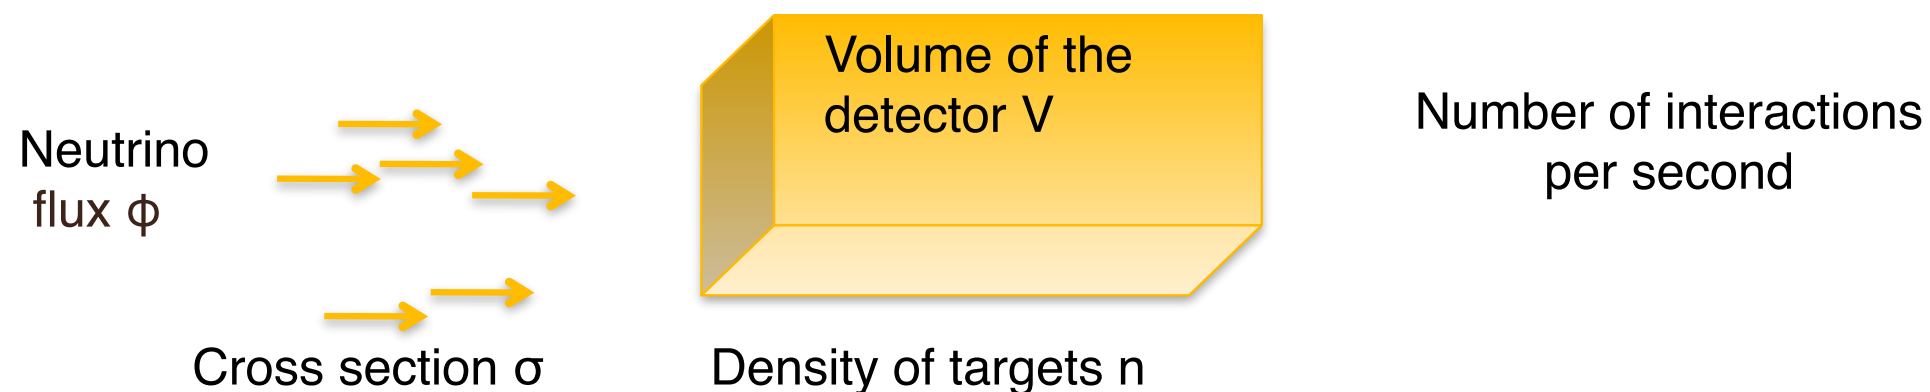 Neutrino
flux φ
Cross section σ
Volume of the
detector V
Density of targets n
Number of interactions
per second